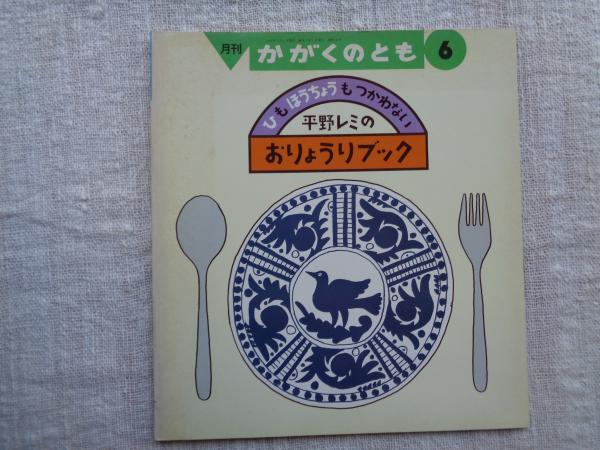 月刊 かがくのとも 6
ひもほうちょうもつかわない
平野レミの
おりょうりブック